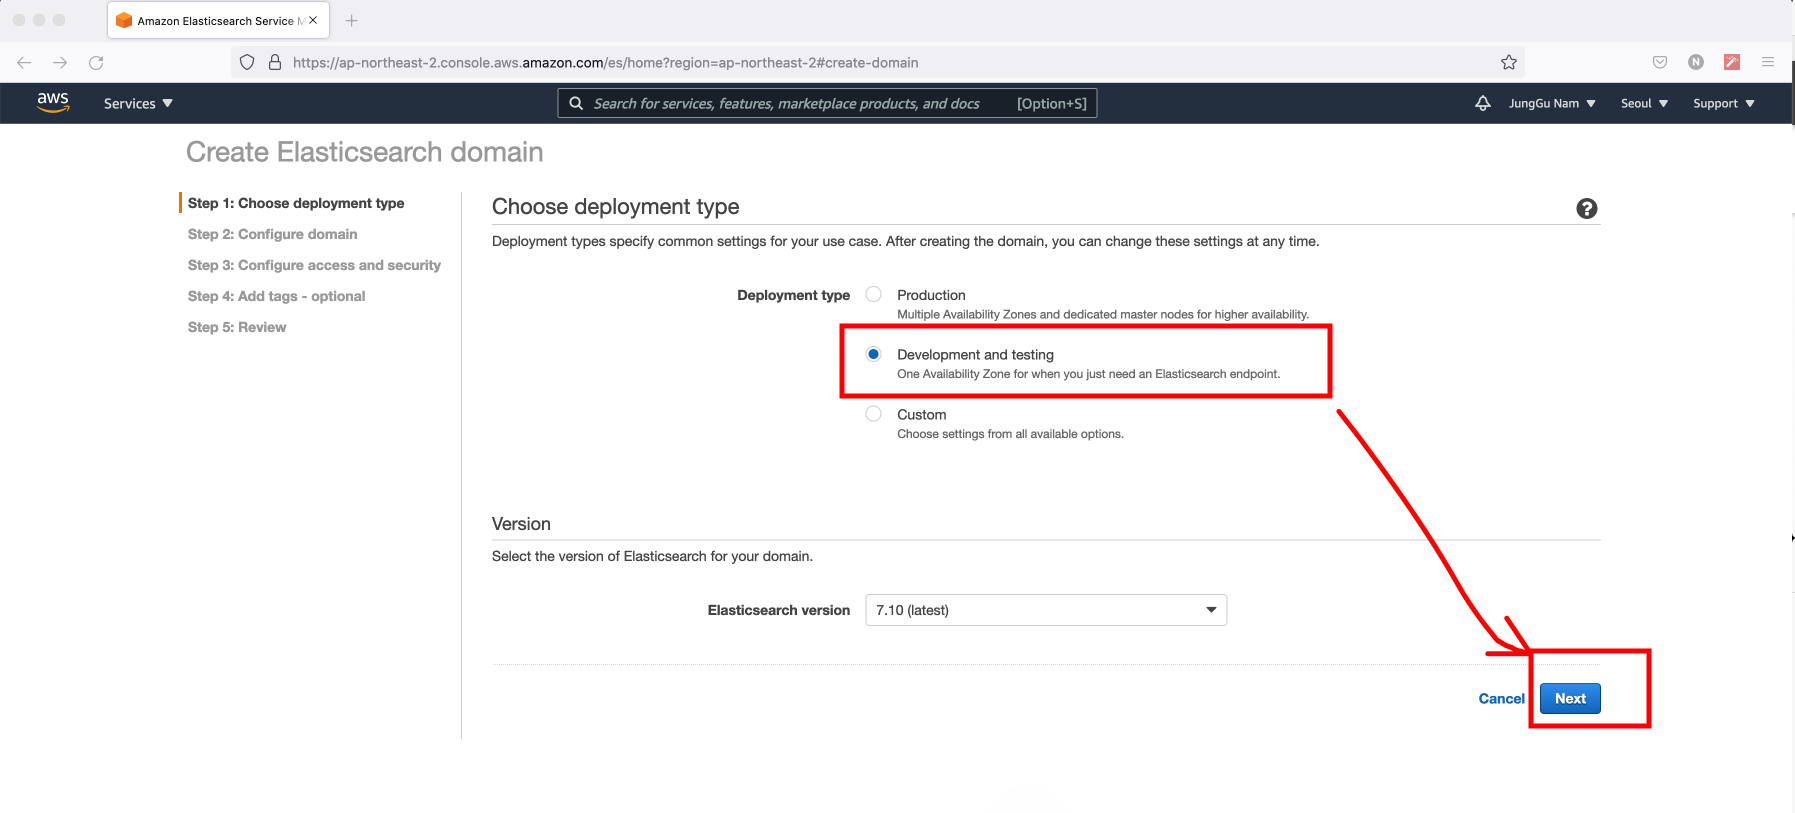 Amazon Elasticsearch Service M
https://ap-northeast-2.console.aws.amazon.com/es/home?region=ap-northeast-2#create-domain
N
aws
Services
Search for services, features, marketplace products, and docs
[Option+S]
JungGu Nam
Seoul
Support
Create Elasticsearch domain
Step 1: Choose deployment type
Step 2: Configure domain
Step 3: Configure access and security
Step 4: Add tags - optional
Step 5: Review
Choose deployment type
?
Deployment types specify common settings for your use case. After creating the domain, you can change these settings at any time.
Deployment type
Production
Multiple Availability Zones and dedicated master nodes for higher availability.
Development and testing
One Availability Zone for when you just need an Elasticsearch endpoint.
Custom
Choose settings from all available options.
Version
Select the version of Elasticsearch for your domain.
Elasticsearch version
7.10 (latest)
Cancel
Next